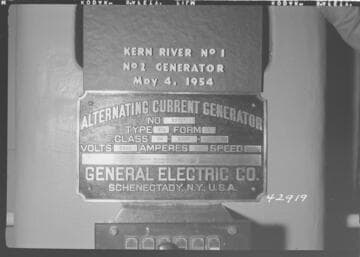 KERN RIVER No 1
No 2 GENERATOR
May 4, 1954
ALTERNATING CURRENT GENERATOR
NO
TYPE FORM
CLASS
VOLTS AMPERES SPEED
GENERAL ELECTRIC CO.
SCHENECTADY, N.Y., U.S.A.
42919